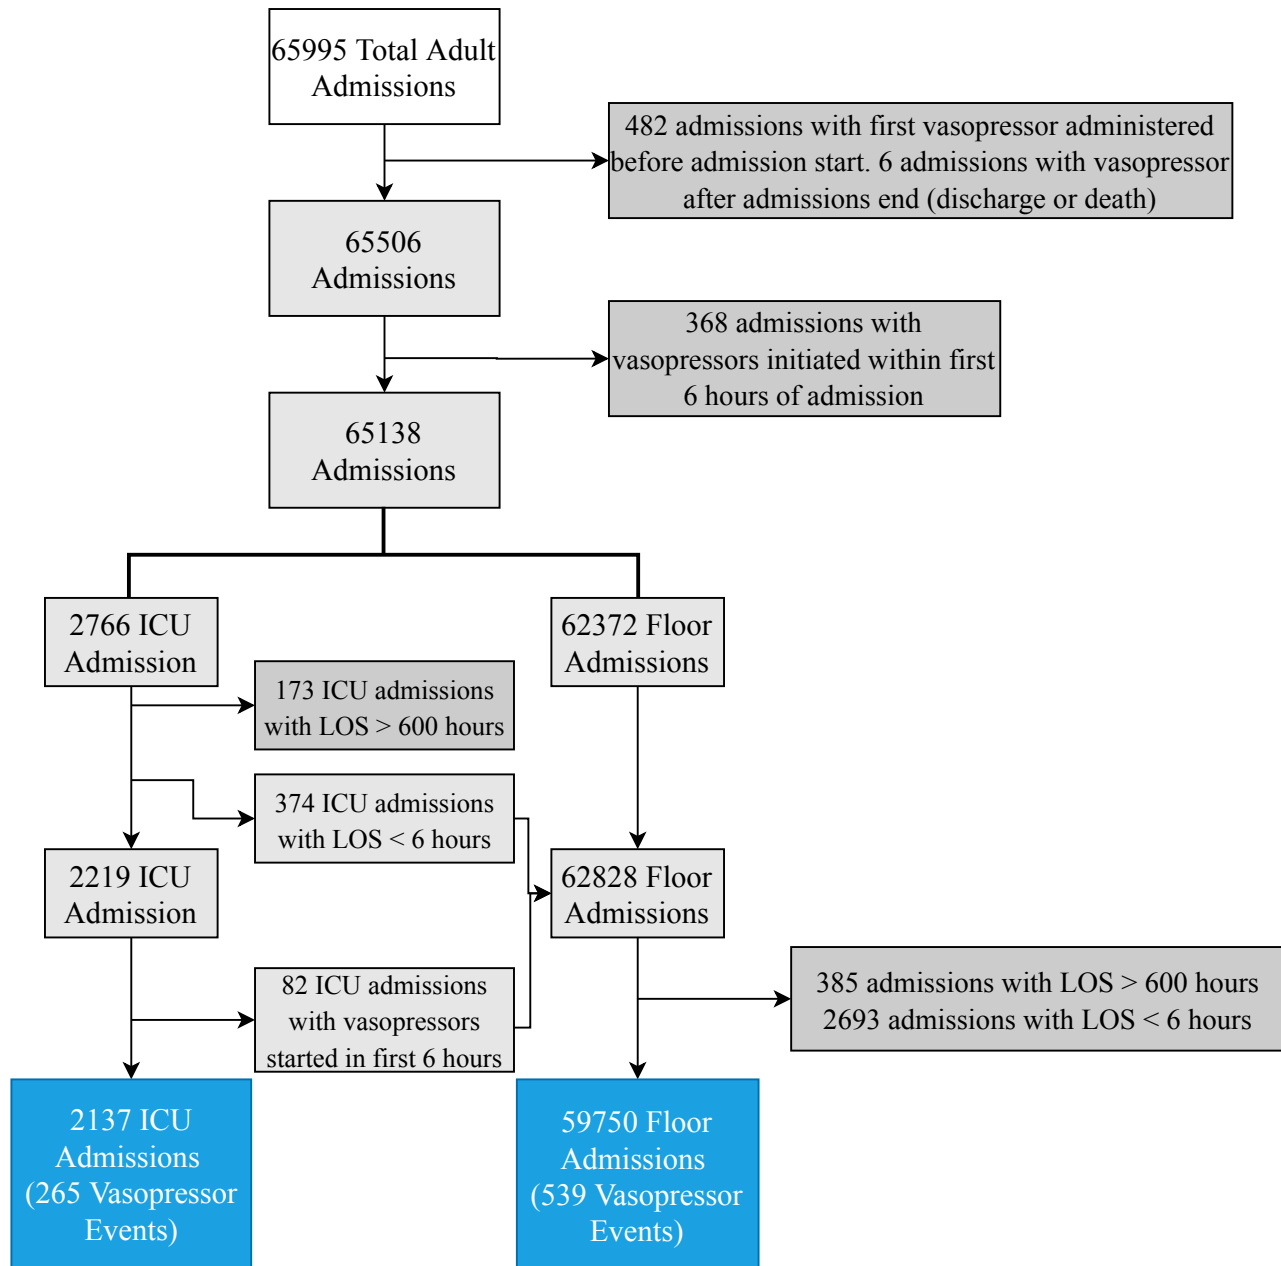 65995 Total Adult
Admissions
482 admissions with first vasopressor administered
before admission start. 6 admissions with vasopressor
after admissions end (discharge or death)
65506
Admissions
368 admissions with
vasopressors initiated within first
6 hours of admission
65138
Admissions
2766 ICU
Admission
62372 Floor
Admissions
173 ICU admissions
with LOS > 600 hours
374 ICU admissions
with LOS < 6 hours
2219 ICU
Admission
62828 Floor
Admissions
82 ICU admissions
with vasopressors
started in first 6 hours
385 admissions with LOS > 600 hours
2693 admissions with LOS < 6 hours
2137 ICU
Admissions
(265 Vasopressor
Events)
59750 Floor
Admissions
(539 Vasopressor
Events)